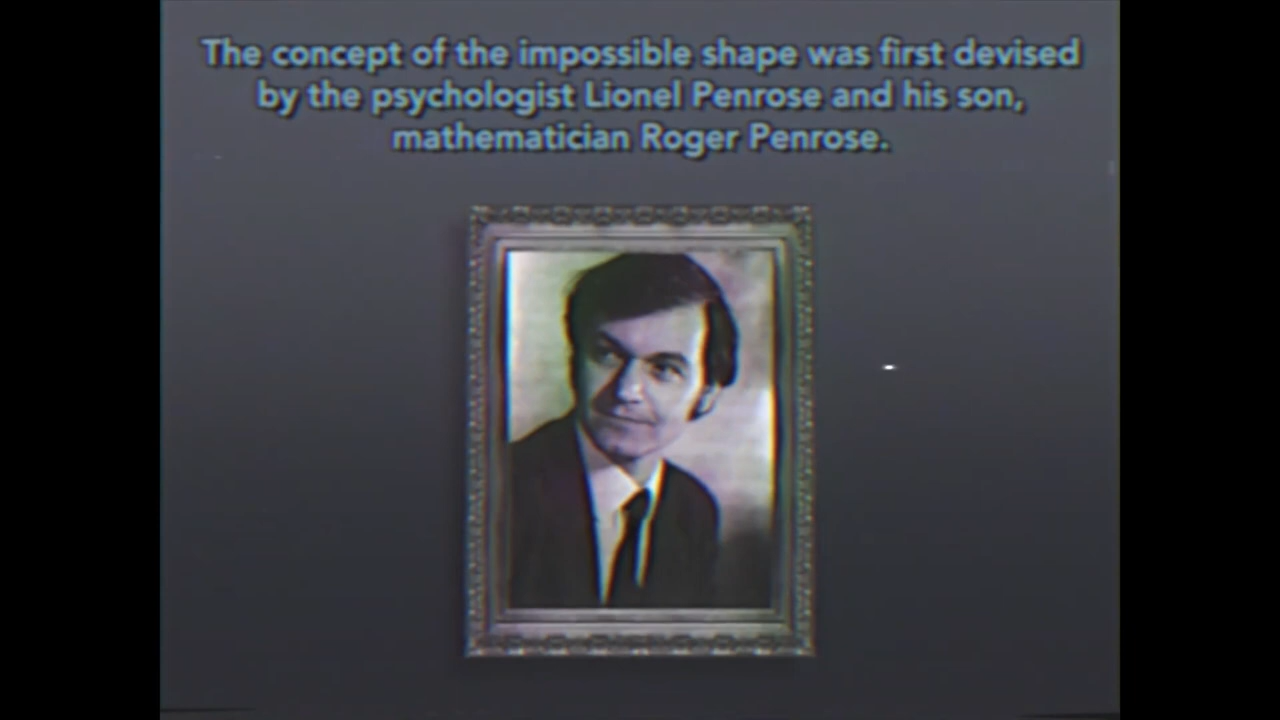 The concept of the impossible shape was first devised
by the psychologist Lionel Penrose and his son,
mathematician Roger Penrose.